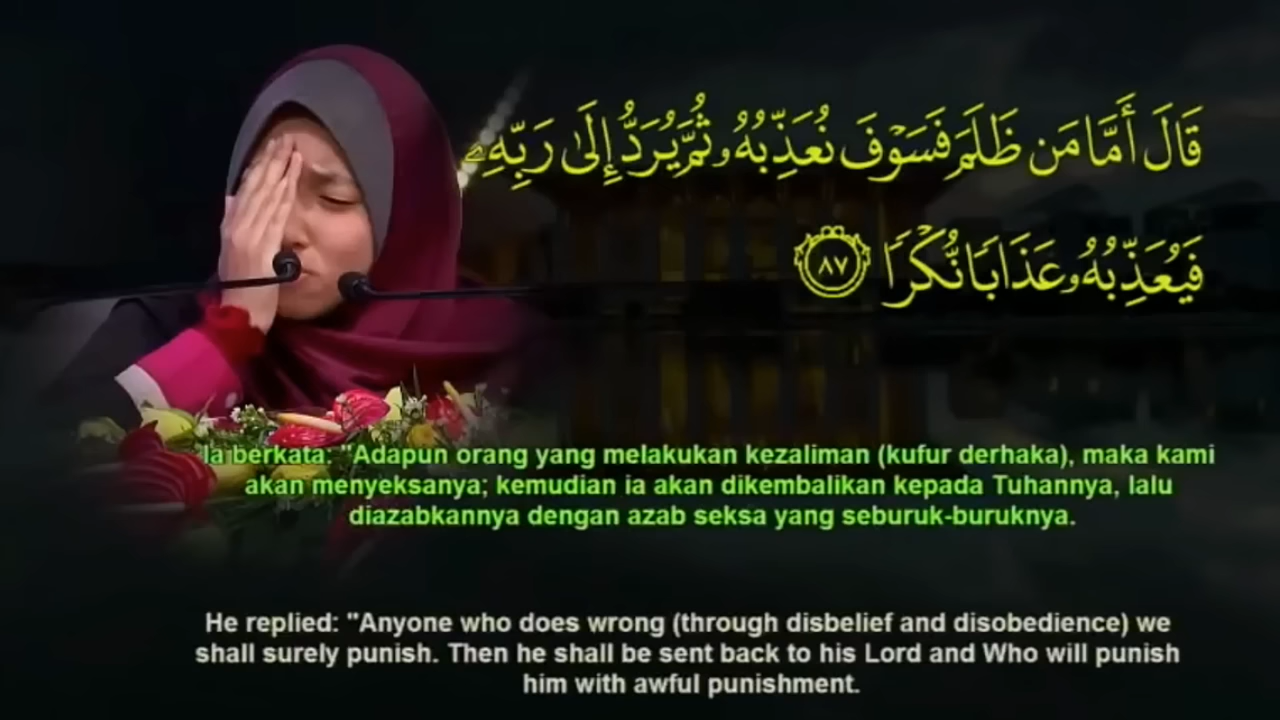 قَالَ أَمَّا مَن ظَلَمَ فَسَوْفَ نُعَذِّبُهُۥ ثُمَّ يُرَدُّ إِلَىٰ رَبِّهِۦ
فَيُعَذِّبُهُۥ عَذَابًا نُّكْرًا ٨٧
Ia berkata: "Adapun orang yang melakukan kezaliman (kufur derhaka), maka kami
akan menyeksanya; kemudian ia akan dikembalikan kepada Tuhannya, lalu
diazabkannya dengan azab seksa yang seburuk-buruknya.
He replied: "Anyone who does wrong (through disbelief and disobedience) we
shall surely punish. Then he shall be sent back to his Lord and Who will punish
him with awful punishment.